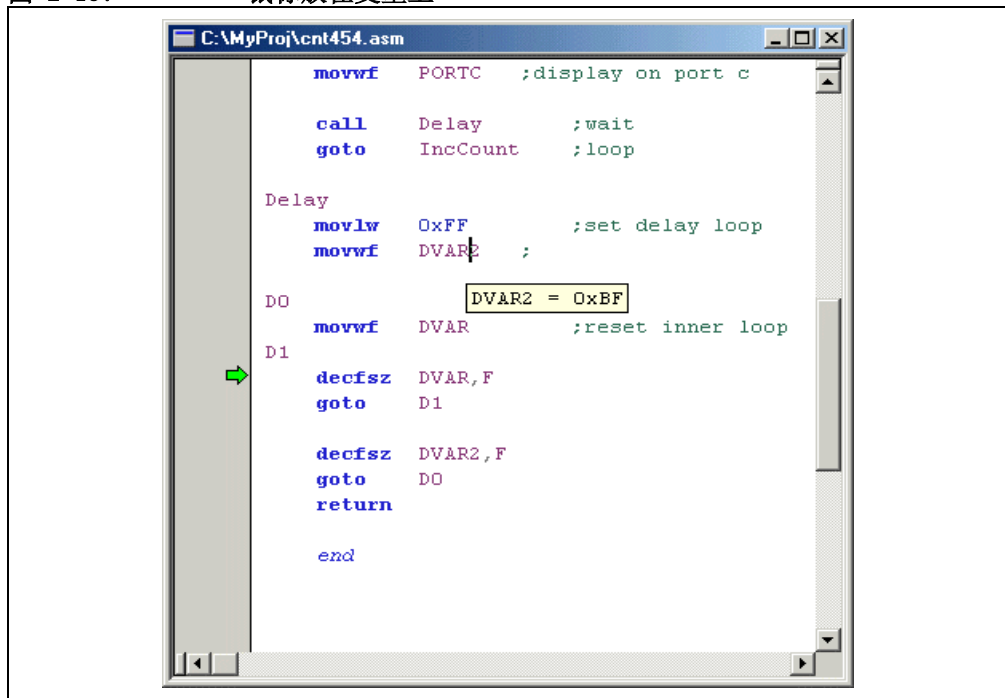 C:\MyProj\cnt454.asm
movwf PORTC ;display on port c
call Delay ;wait
goto IncCount ;loop
Delay
movlw 0xFF ;set delay loop
movwf DVAR2 ;
DVAR2 = 0xBF
D0
movwf DVAR ;reset inner loop
D1
decfsz DVAR,F
goto D1
decfsz DVAR2,F
goto D0
return
end